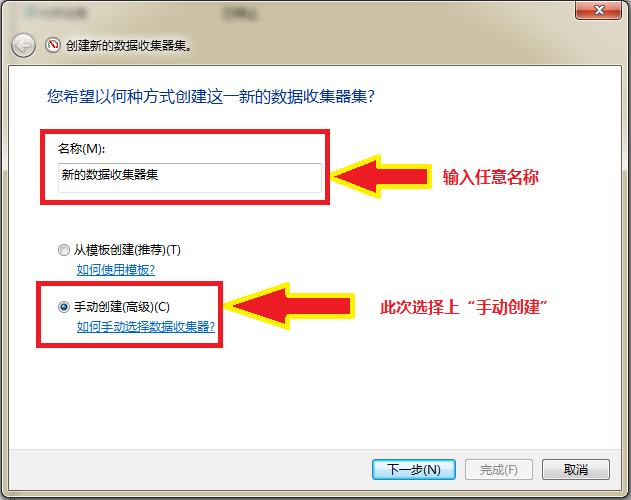 创建新的数据收集器集。
您希望以何种方式创建这一新的数据收集器集?
名称(M):
新的数据收集器集
输入任意名称
从模板创建(推荐)(T)
如何使用模板?
手动创建(高级)(C)
此次选择上“手动创建”
如何手动选择数据收集器?
下一步(N)
完成(F)
取消